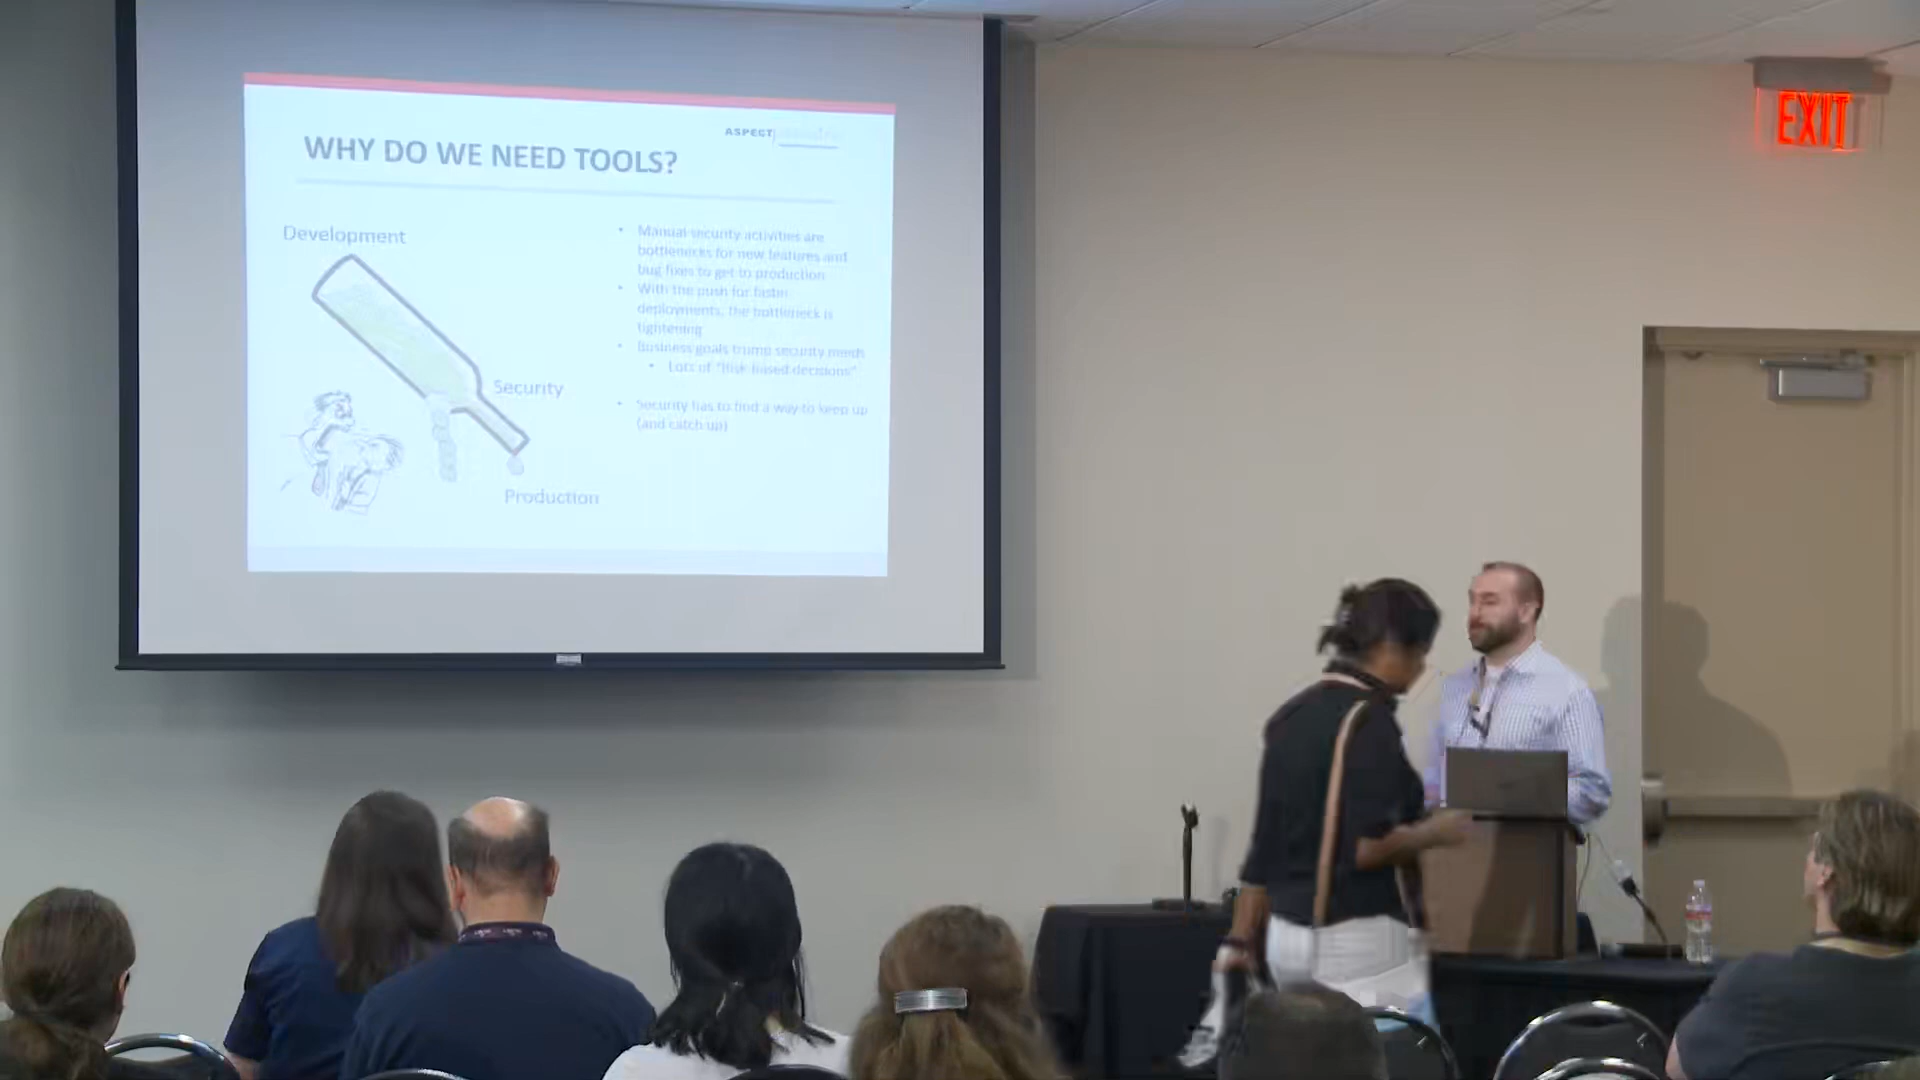 ASPECT
WHY DO WE NEED TOOLS?
Development
Security
Production
• Manual security activities are
bottlenecks for new features and
bug fixes to get to production
• With the push for faster
deployments, the bottleneck is
tightening
• Business goals trump security needs
• Lots of "Risk based decisions"
• Security has to find a way to keep up
(and catch up)
EXIT